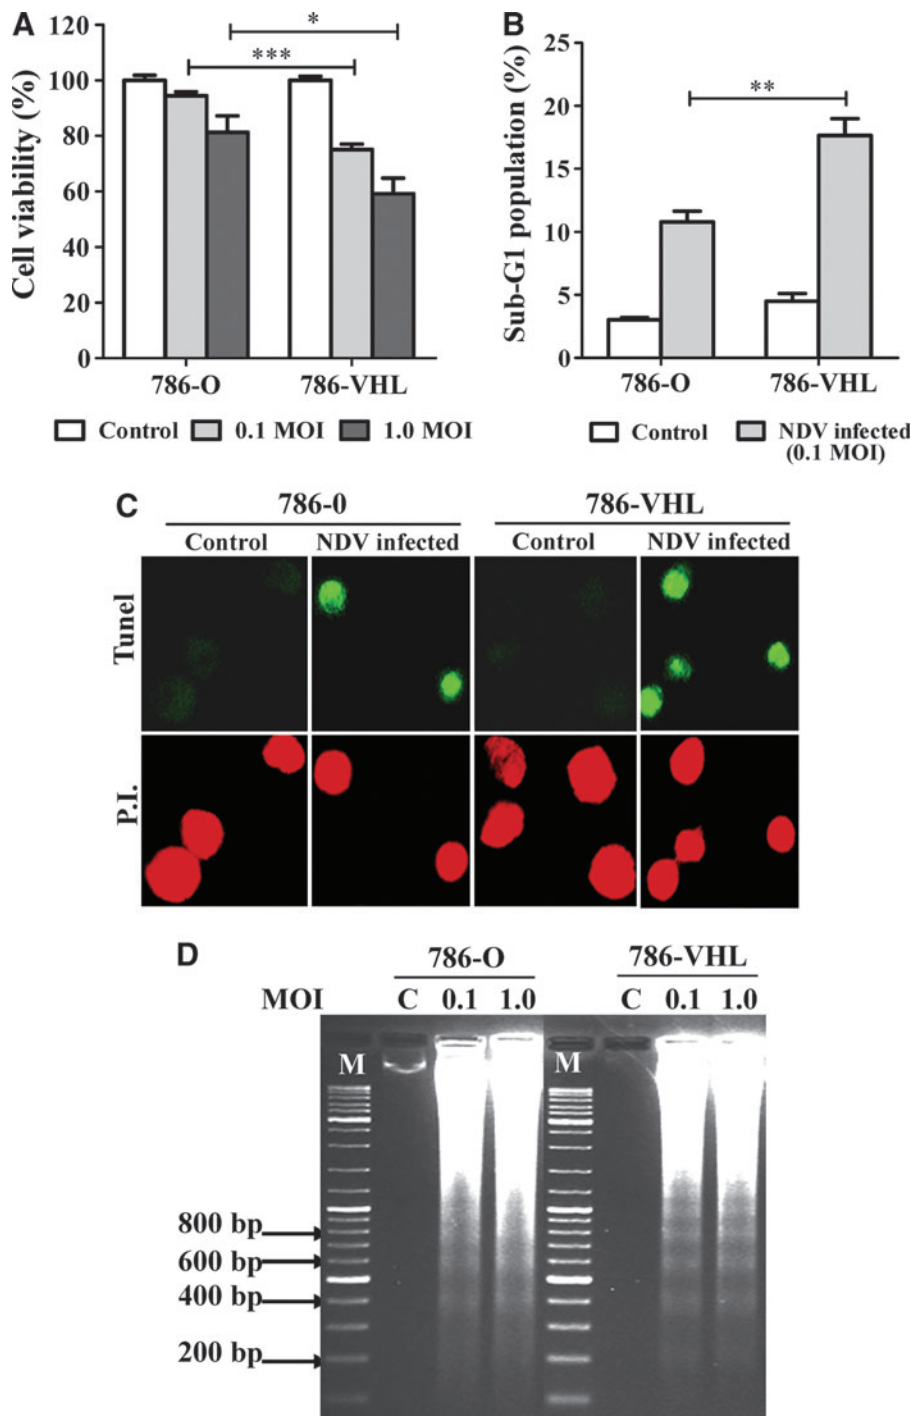 A
Cell viability (%)
120
100
80
60
40
20
0
***
*
786-O 786-VHL
Control 0.1 MOI 1.0 MOI
B
Sub-G1 population (%)
25
20
15
10
5
0
**
786-O 786-VHL
Control NDV infected
(0.1 MOI)
C
786-0 786-VHL
Control NDV infected Control NDV infected
Tunel
P.I.
D
786-O 786-VHL
MOI C 0.1 1.0 C 0.1 1.0
M M
800 bp
600 bp
400 bp
200 bp